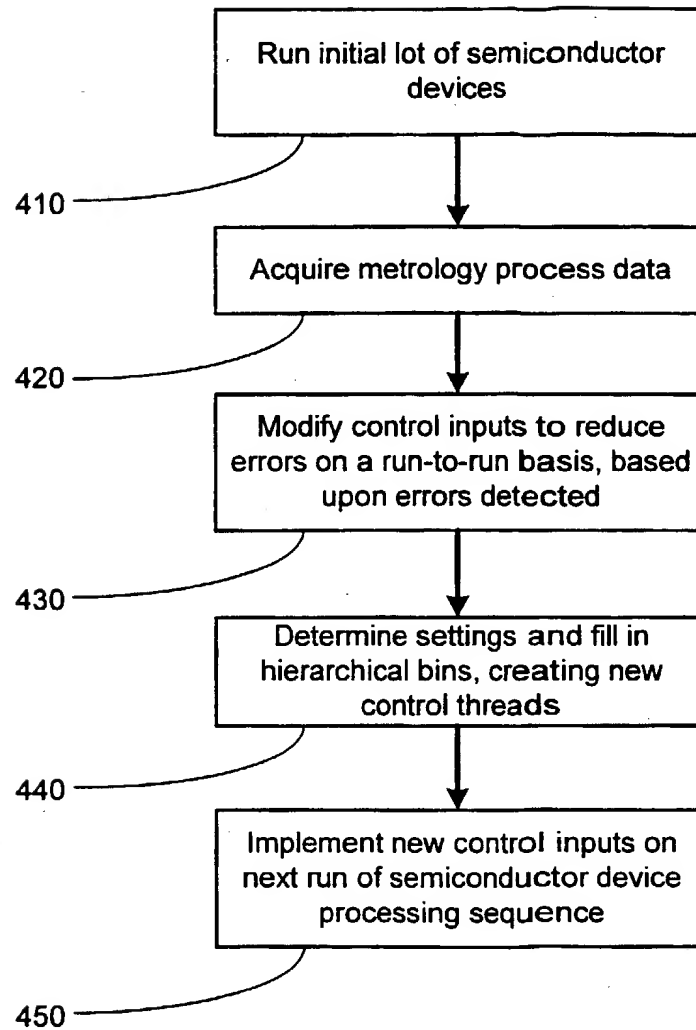 Run initial lot of semiconductor
devices
410
Acquire metrology process data
420
Modify control inputs to reduce
errors on a run-to-run basis, based
upon errors detected
430
Determine settings and fill in
hierarchical bins, creating new
control threads
440
Implement new control inputs on
next run of semiconductor device
processing sequence
450